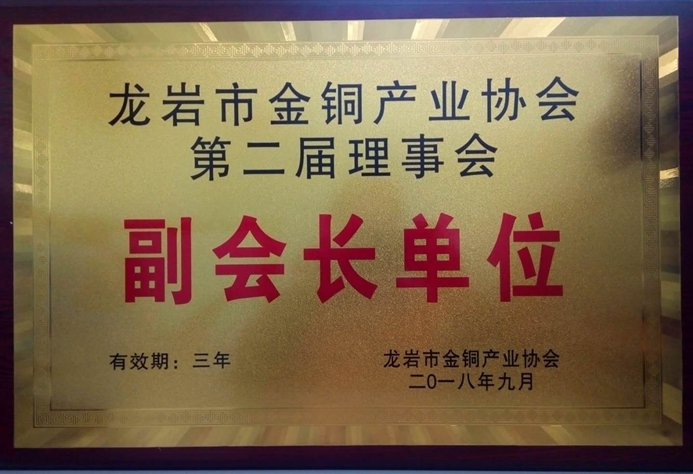 龙岩市金铜产业协会
第二届理事会
副会长单位
有效期：三年
龙岩市金铜产业协会
二〇一八年九月